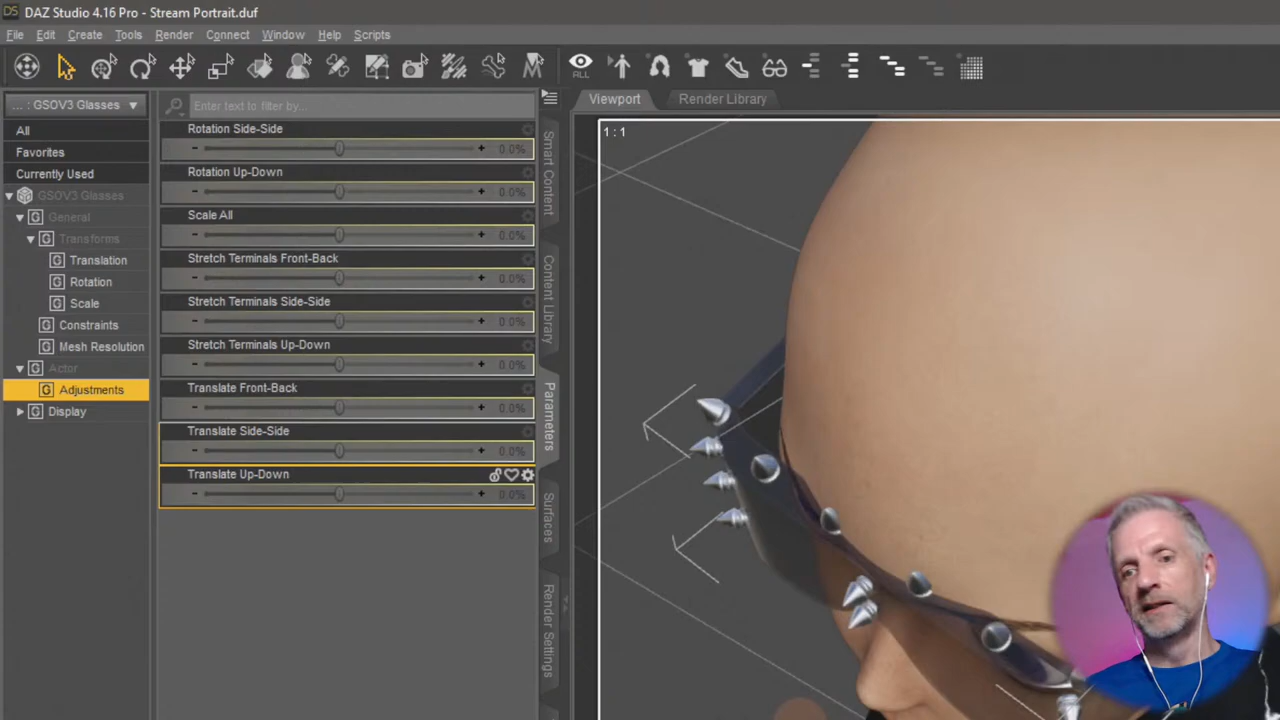 DS DAZ Studio 4.16 Pro - Stream Portrait.duf
File Edit Create Tools Render Connect Window Help Scripts
ALL
... : GSOV3 Glasses
All
Favorites
Currently Used
GSOV3 Glasses
General
Transforms
Translation
Rotation
Scale
Constraints
Mesh Resolution
Actor
Adjustments
Display
Enter text to filter by...
Rotation Side-Side
- + 0.0%
Rotation Up-Down
- + 0.0%
Scale All
- + 0.0%
Stretch Terminals Front-Back
- + 0.0%
Stretch Terminals Side-Side
- + 0.0%
Stretch Terminals Up-Down
- + 0.0%
Translate Front-Back
- + 0.0%
Translate Side-Side
- + 0.0%
Translate Up-Down
- + 0.0%
Smart Content
Content Library
Parameters
Surfaces
Render Settings
Viewport Render Library
1 : 1